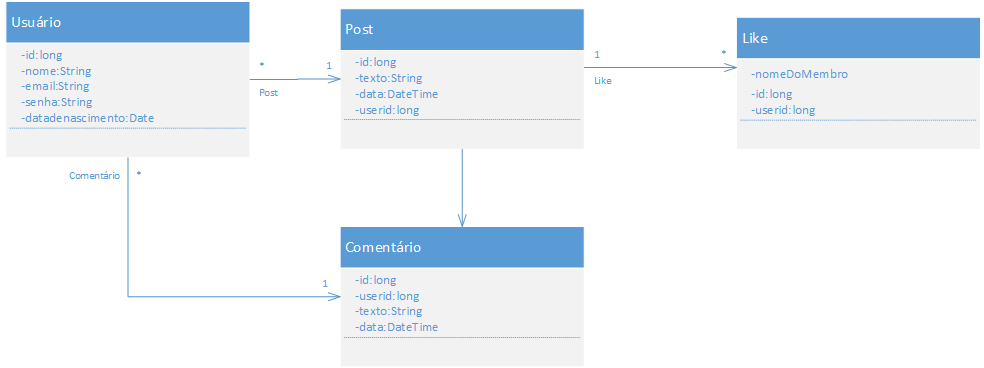 Usuário
-id:long
-nome:String
-email:String
-senha:String
-datadenascimento:Date
*
1
Post
Post
-id:long
-texto:String
-data:DateTime
-userid:long
1
*
Like
Like
-nomeDoMembro
-id:long
-userid:long
Comentário
*
1
Comentário
-id:long
-userid:long
-texto:String
-data:DateTime